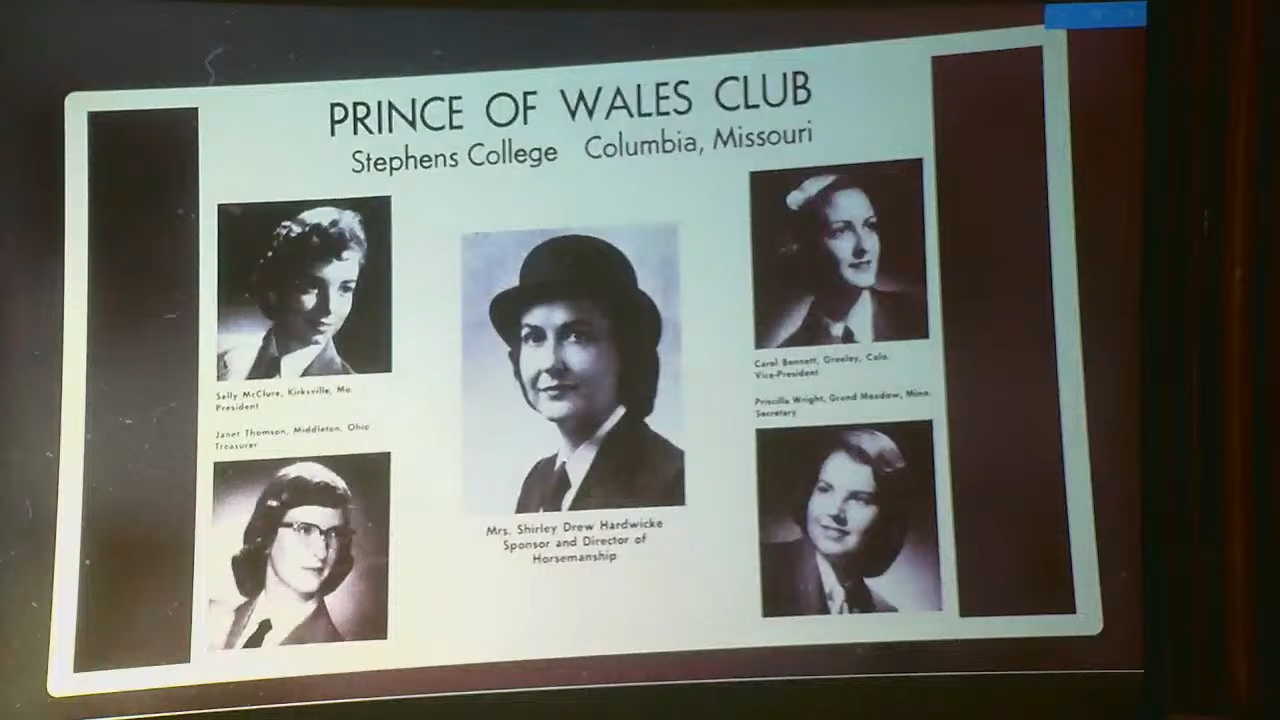 PRINCE OF WALES CLUB
Stephens College Columbia, Missouri
Sally McClure, Kirksville, Mo.
President
Janet Thomson, Middleton, Ohio
Treasurer
Mrs. Shirley Drew Hardwicke
Sponsor and Director of
Horsemanship
Carol Bennett, Greeley, Colo.
Vice-President
Priscilla Wright, Grand Meadow, Minn.
Secretary